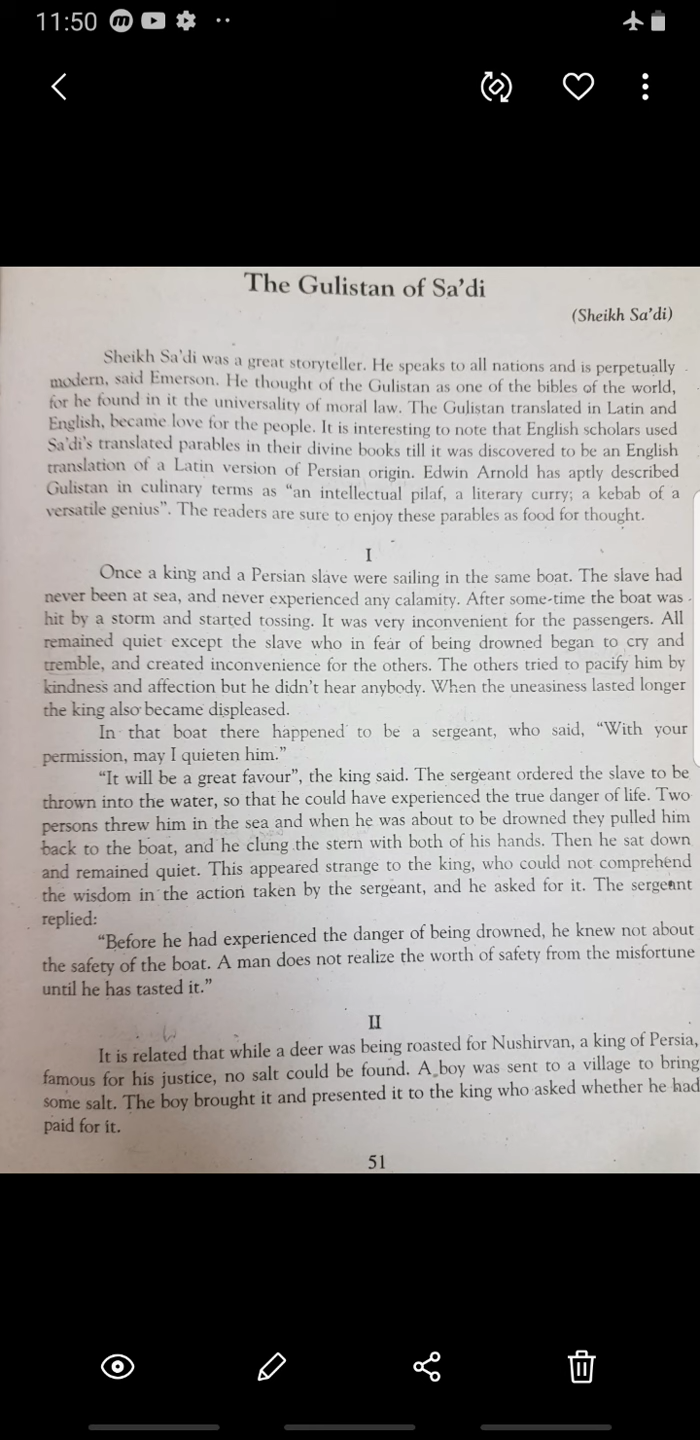 11:50
The Gulistan of Sa'di
(Sheikh Sa'di)
Sheikh Sa'di was a great storyteller. He speaks to all nations and is perpetually
modern, said Emerson. He thought of the Gulistan as one of the bibles of the world,
for he found in it the universality of moral law. The Gulistan translated in Latin and
English, became love for the people. It is interesting to note that English scholars used
Sa'di's translated parables in their divine books till it was discovered to be an English
translation of a Latin version of Persian origin. Edwin Arnold has aptly described
Gulistan in culinary terms as "an intellectual pilaf, a literary curry; a kebab of a
versatile genius". The readers are sure to enjoy these parables as food for thought.
I
Once a king and a Persian slave were sailing in the same boat. The slave had
never been at sea, and never experienced any calamity. After some-time the boat was
hit by a storm and started tossing. It was very inconvenient for the passengers. All
remained quiet except the slave who in fear of being drowned began to cry and
tremble, and created inconvenience for the others. The others tried to pacify him by
kindness and affection but he didn't hear anybody. When the uneasiness lasted longer
the king also became displeased.
In that boat there happened to be a sergeant, who said, "With your
permission, may I quieten him."
"It will be a great favour", the king said. The sergeant ordered the slave to be
thrown into the water, so that he could have experienced the true danger of life. Two
persons threw him in the sea and when he was about to be drowned they pulled him
back to the boat, and he clung the stern with both of his hands. Then he sat down
and remained quiet. This appeared strange to the king, who could not comprehend
the wisdom in the action taken by the sergeant, and he asked for it. The sergeant
replied:
"Before he had experienced the danger of being drowned, he knew not about
the safety of the boat. A man does not realize the worth of safety from the misfortune
until he has tasted it."
II
It is related that while a deer was being roasted for Nushirvan, a king of Persia,
famous for his justice, no salt could be found. A boy was sent to a village to bring
some salt. The boy brought it and presented it to the king who asked whether he had
paid for it.
51